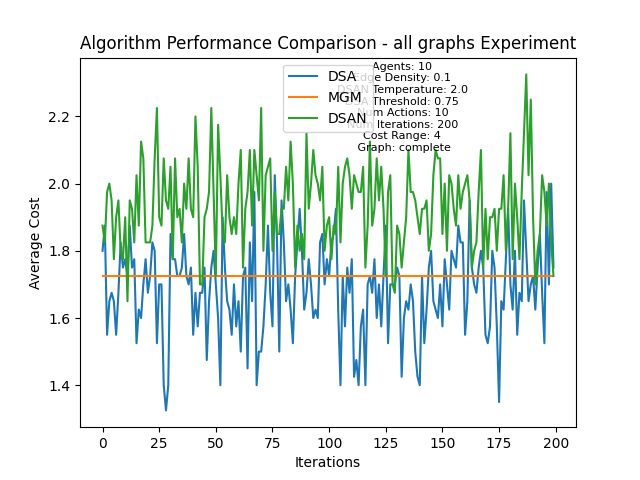 Algorithm Performance Comparison - all graphs Experiment
DSA
MGM
DSAN
Agents: 10
Edge Density: 0.1
DSAN Temperature: 2.0
DSA Threshold: 0.75
Num Actions: 10
Num Iterations: 200
Cost Range: 4
Graph: complete
Average Cost
2.2
2.0
1.8
1.6
1.4
0
25
50
75
100
125
150
175
200
Iterations